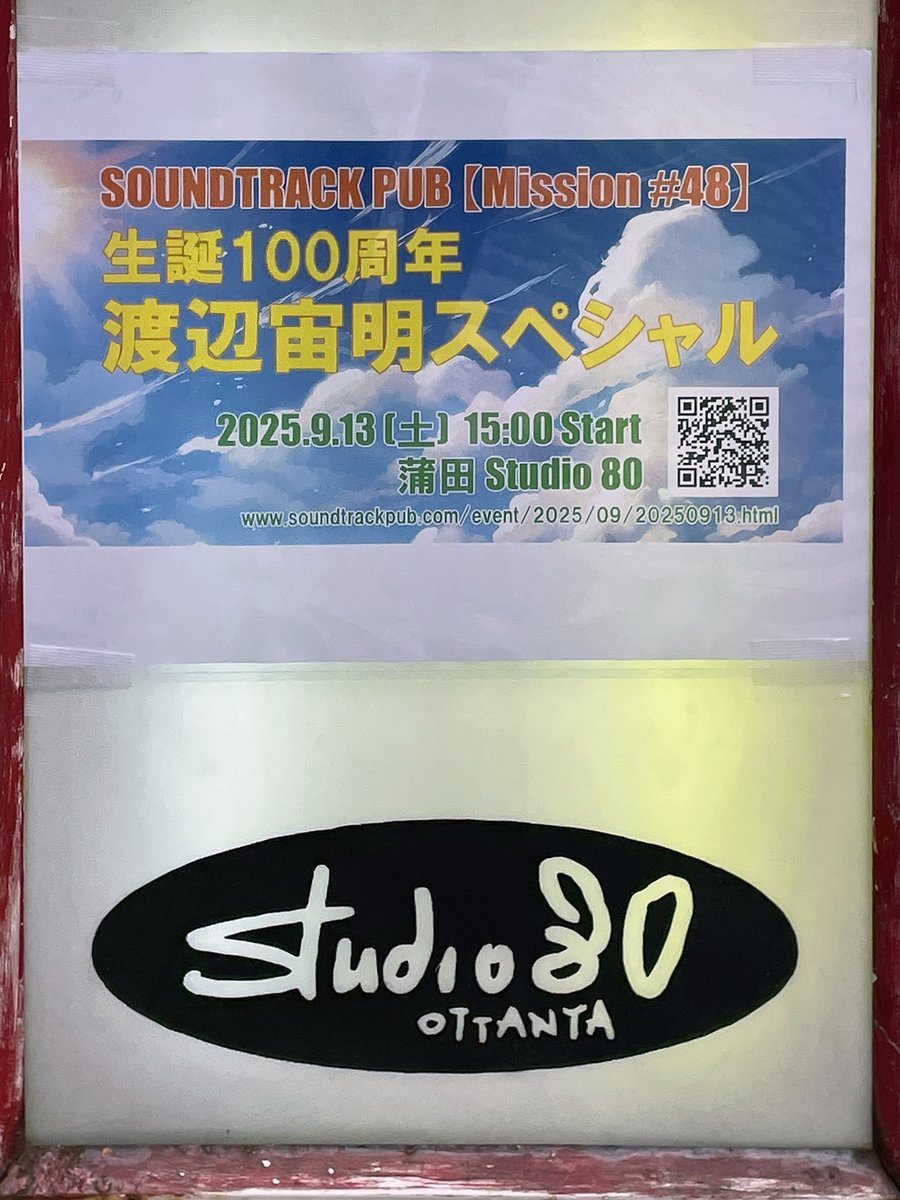 SOUNDTRACK PUB【Mission #48】
生誕100周年
渡辺宙明スペシャル
2025.9.13 (土) 15:00 Start
蒲田 Studio 80
www.soundtrackpub.com/event/2025/09/20250913.html
studio 80
OTTANTA